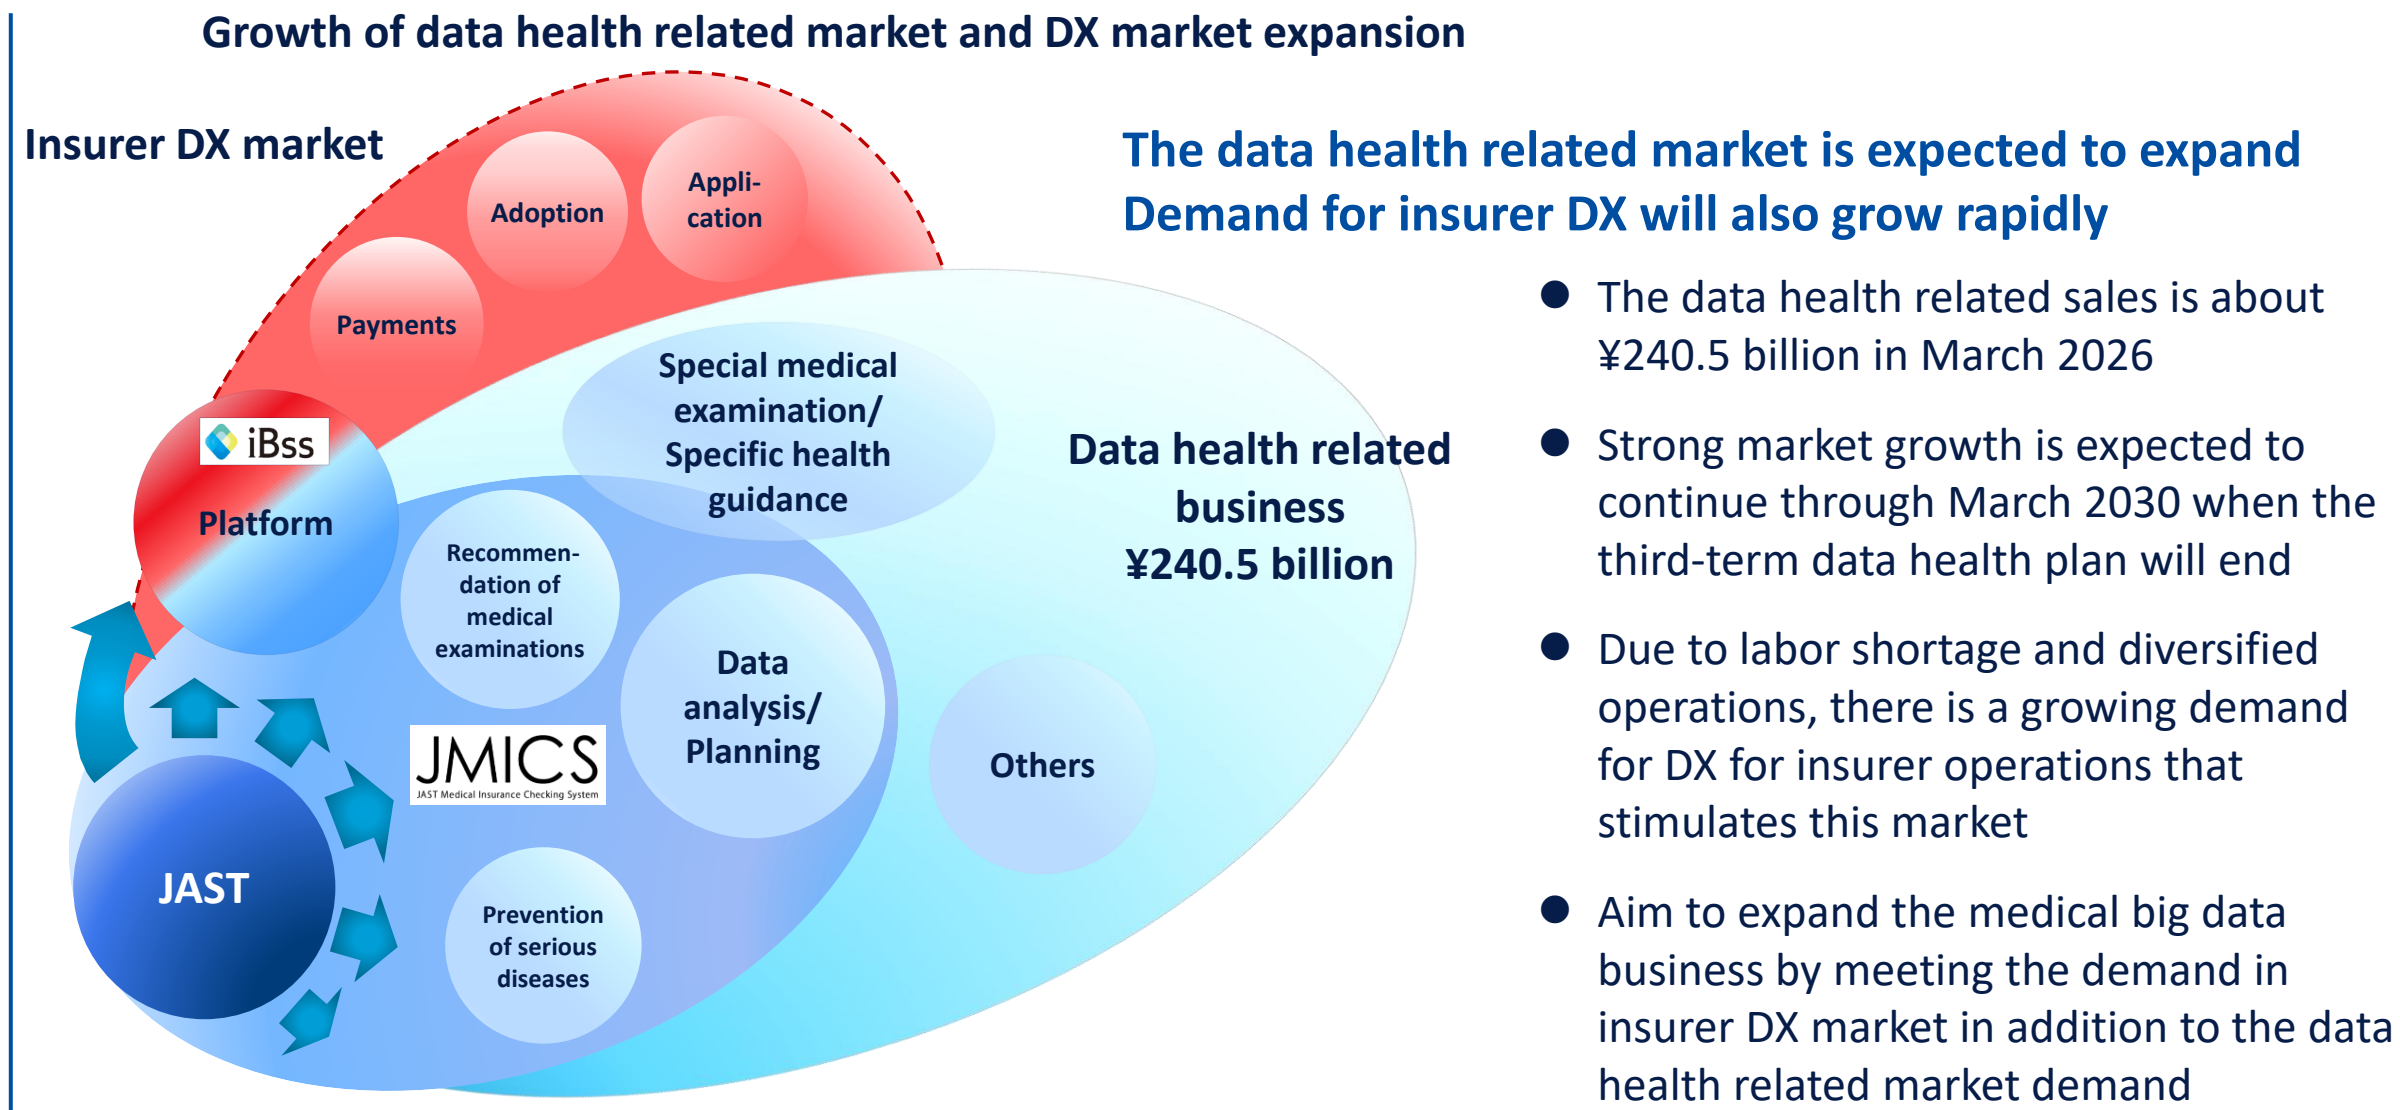 Growth of data health related market and DX market expansion
Insurer DX market
Appli-
cation
Adoption
Payments
iBss
Platform
Special medical
examination/
Specific health
guidance
Data health related
business
¥240.5 billion
Recommen-
dation of
medical
examinations
Data
analysis/
Planning
JMICS
JAST Medical Insurance Checking System
Others
JAST
Prevention
of serious
diseases
The data health related market is expected to expand
Demand for insurer DX will also grow rapidly
● The data health related sales is about
¥240.5 billion in March 2026
● Strong market growth is expected to
continue through March 2030 when the
third-term data health plan will end
● Due to labor shortage and diversified
operations, there is a growing demand
for DX for insurer operations that
stimulates this market
● Aim to expand the medical big data
business by meeting the demand in
insurer DX market in addition to the data
health related market demand